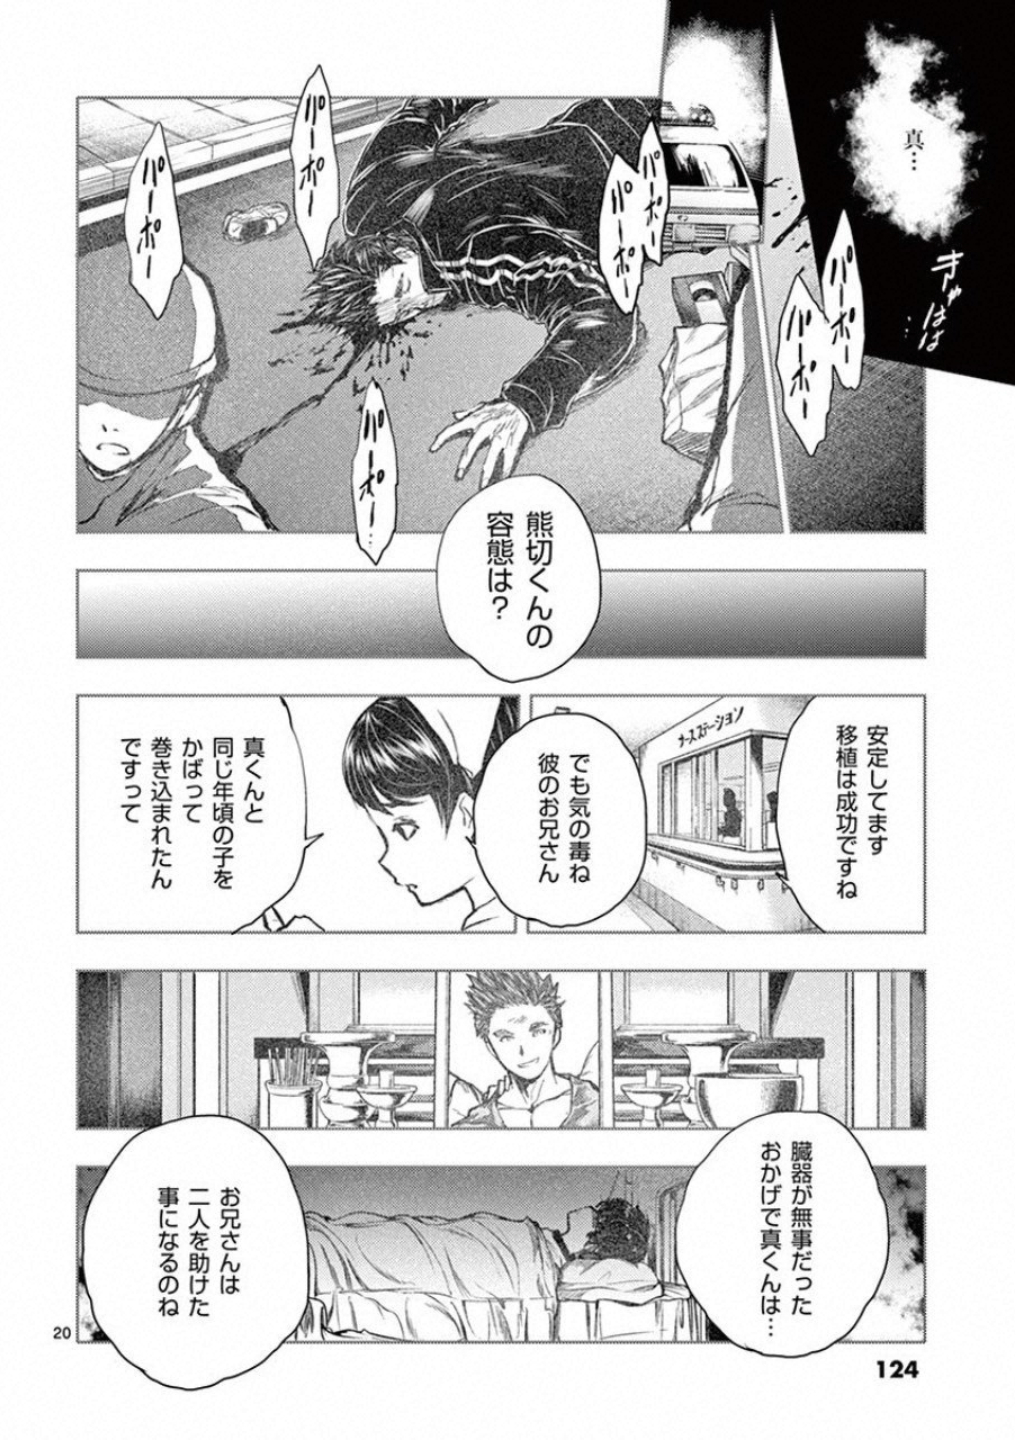 真…
きゃはは
…
パーポー
パーポー
パーポー
パーポー
パーポー
パーポー
パーポー…
熊切くんの
容態は？
ナースステーション
安定してます
移植は成功ですね
でも気の毒ね
彼のお兄さん
真くんと
同じ年頃の子を
かばって
巻き込まれたん
ですって
臓器が無事だった
おかげで真くんは…
お兄さんは
二人を助けた
事になるのね
20
124